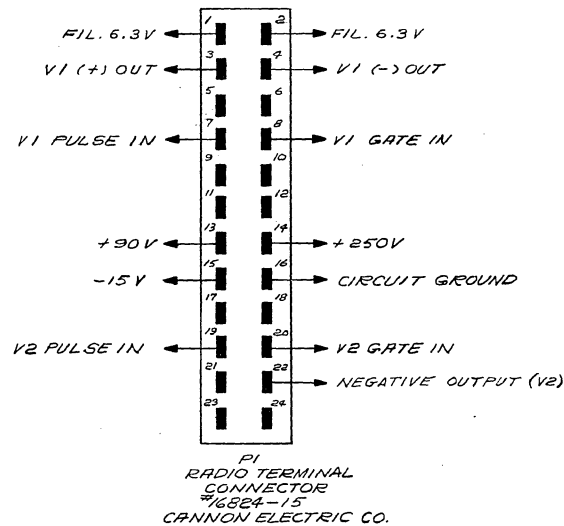 1 2
FIL. 6.3V FIL. 6.3V
3 4
V1 (+) OUT V1 (-) OUT
5 6
7 8
V1 PULSE IN V1 GATE IN
9 10
11 12
13 14
+90V +250V
15 16
-15V CIRCUIT GROUND
17 18
19 20
V2 PULSE IN V2 GATE IN
21 22
NEGATIVE OUTPUT (V2)
23 24
P1
RADIO TERMINAL
CONNECTOR
#16824-15
CANNON ELECTRIC CO.